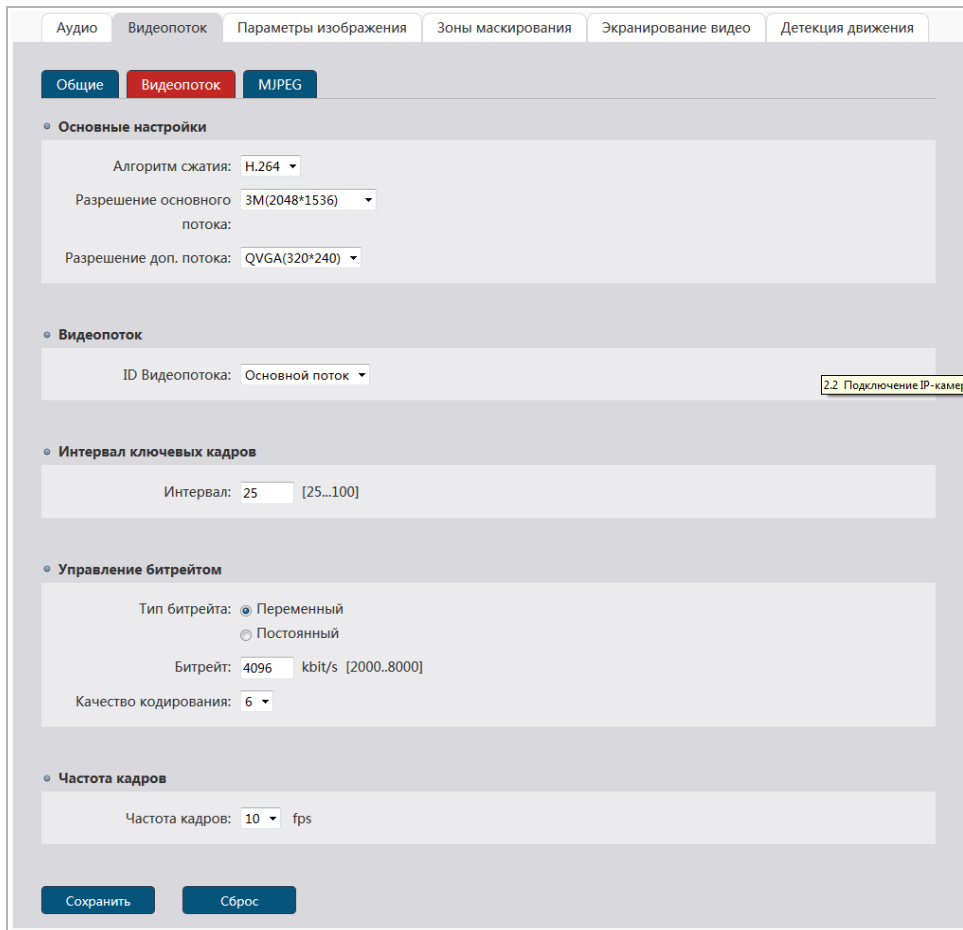 Аудио Видеопоток Параметры изображения Зоны маскирования Экранирование видео Детекция движения
Общие Видеопоток MJPEG
Основные настройки
Алгоритм сжатия: H.264
Разрешение основного потока: 3M(2048*1536)
Разрешение доп. потока: QVGA(320*240)
Видеопоток
ID Видеопотока: Основной поток
2.2 Подключение IP-камер
Интервал ключевых кадров
Интервал: 25 [25...100]
Управление битрейтом
Тип битрейта: Переменный
Постоянный
Битрейт: 4096 kbit/s [2000..8000]
Качество кодирования: 6
Частота кадров
Частота кадров: 10 fps
Сохранить Сброс